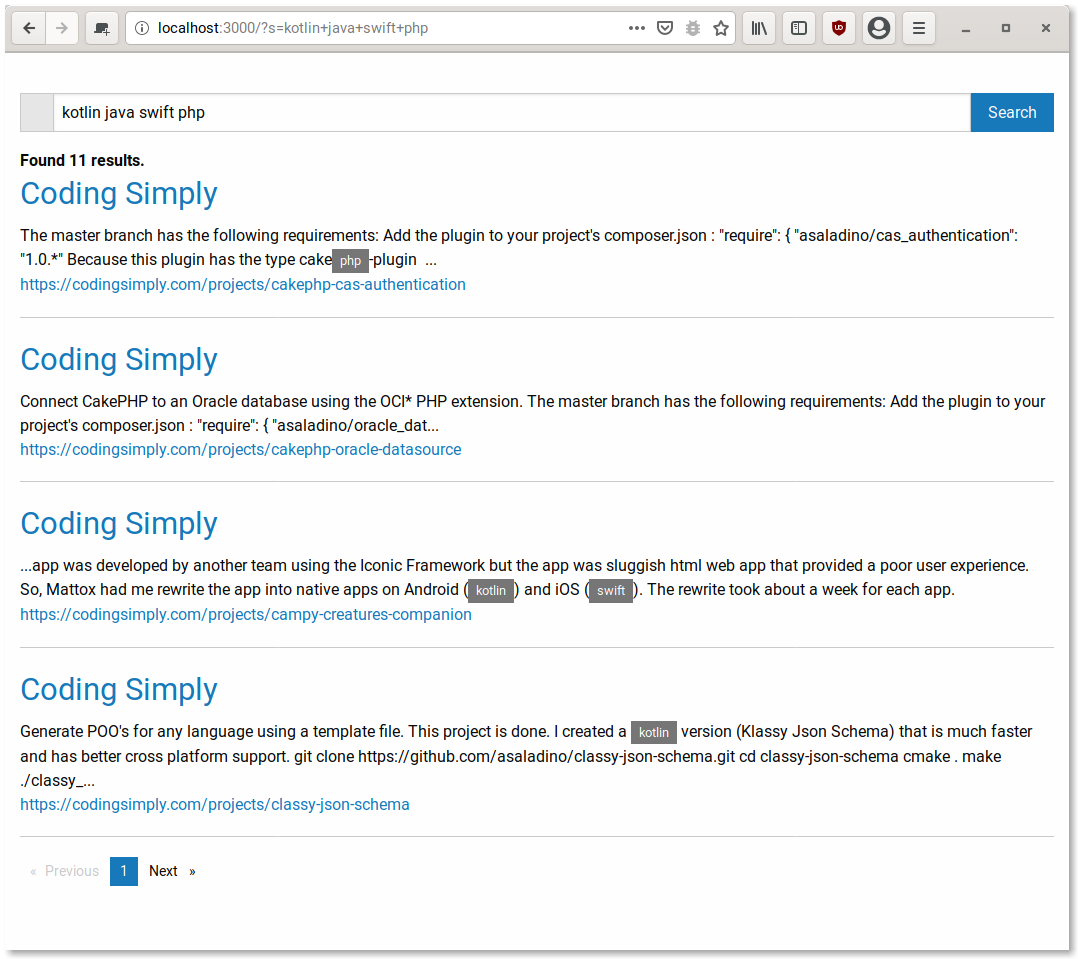 localhost:3000/?s=kotlin+java+swift+php
kotlin java swift php
Search
Found 11 results.
Coding Simply
The master branch has the following requirements: Add the plugin to your project's composer.json : "require": { "asaladino/cas_authentication":
"1.0.*" Because this plugin has the type cake php -plugin ...
https://codingsimply.com/projects/cakephp-cas-authentication
Coding Simply
Connect CakePHP to an Oracle database using the OCI* PHP extension. The master branch has the following requirements: Add the plugin to your
project's composer.json : "require": { "asaladino/oracle_dat...
https://codingsimply.com/projects/cakephp-oracle-datasource
Coding Simply
...app was developed by another team using the Iconic Framework but the app was sluggish html web app that provided a poor user experience.
So, Mattox had me rewrite the app into native apps on Android ( kotlin ) and iOS ( swift ). The rewrite took about a week for each app.
https://codingsimply.com/projects/campy-creatures-companion
Coding Simply
Generate POO's for any language using a template file. This project is done. I created a kotlin version (Klassy Json Schema) that is much faster
and has better cross platform support. git clone https://github.com/asaladino/classy-json-schema.git cd classy-json-schema cmake . make
./classy_...
https://codingsimply.com/projects/classy-json-schema
« Previous 1 Next »